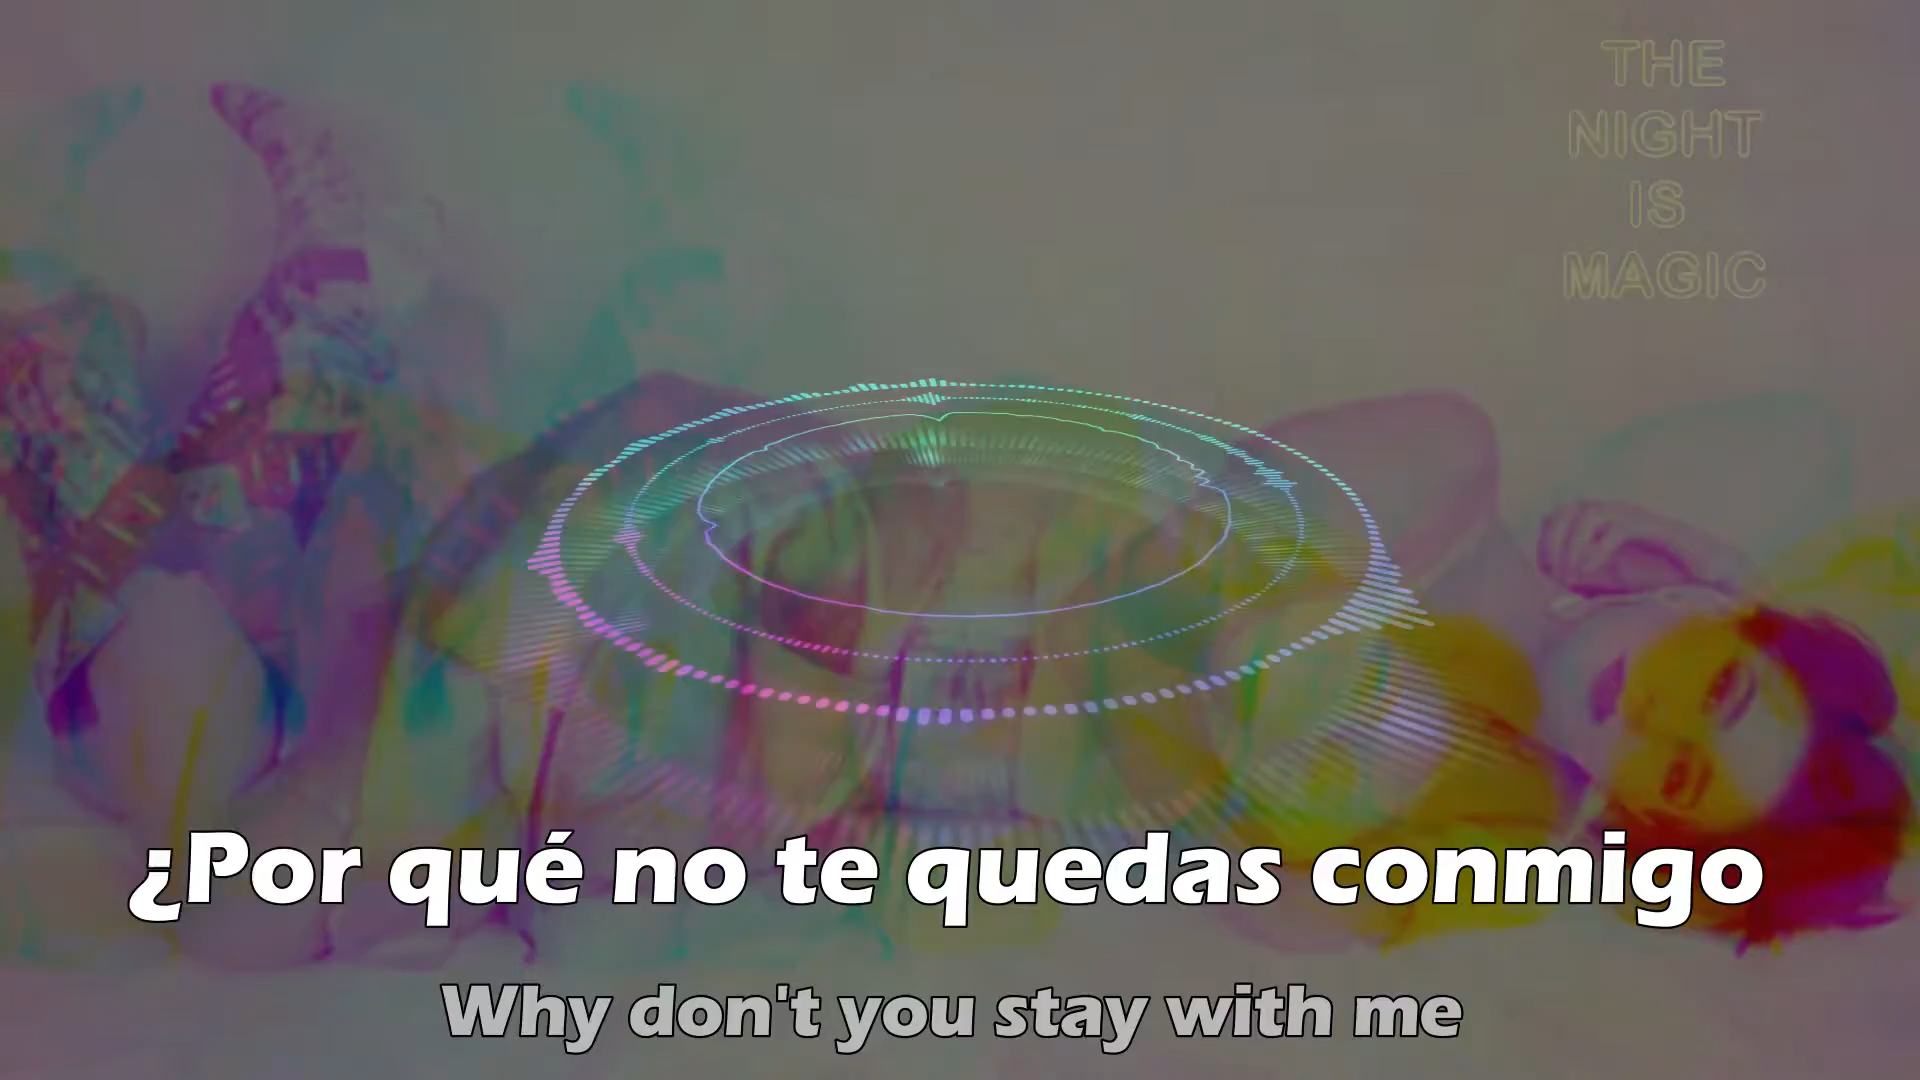 THE
NIGHT
IS
MAGIC
¿Por qué no te quedas conmigo
Why don't you stay with me